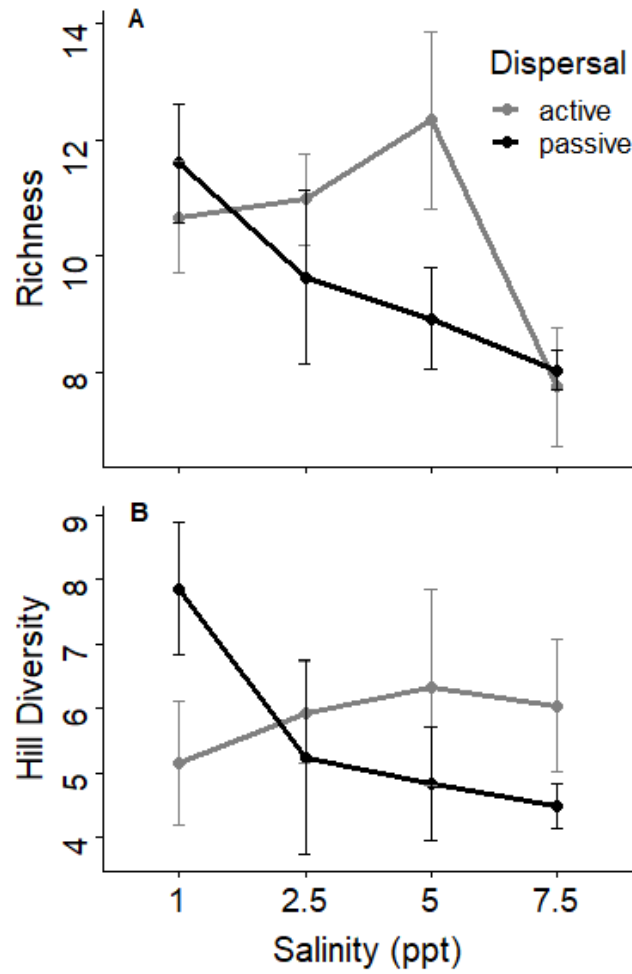 A
14
12
10
8
Richness
Dispersal
active
passive
B
9
8
7
6
5
4
Hill Diversity
1 2.5 5 7.5
Salinity (ppt)